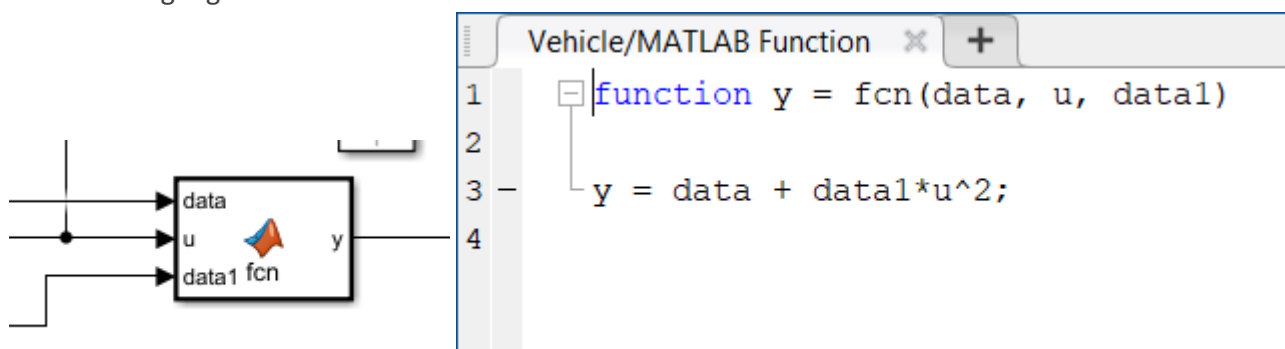 data
u
y
data1 fcn
Vehicle/MATLAB Function
1 function y = fcn(data, u, data1)
2
3 – y = data + data1*u^2;
4